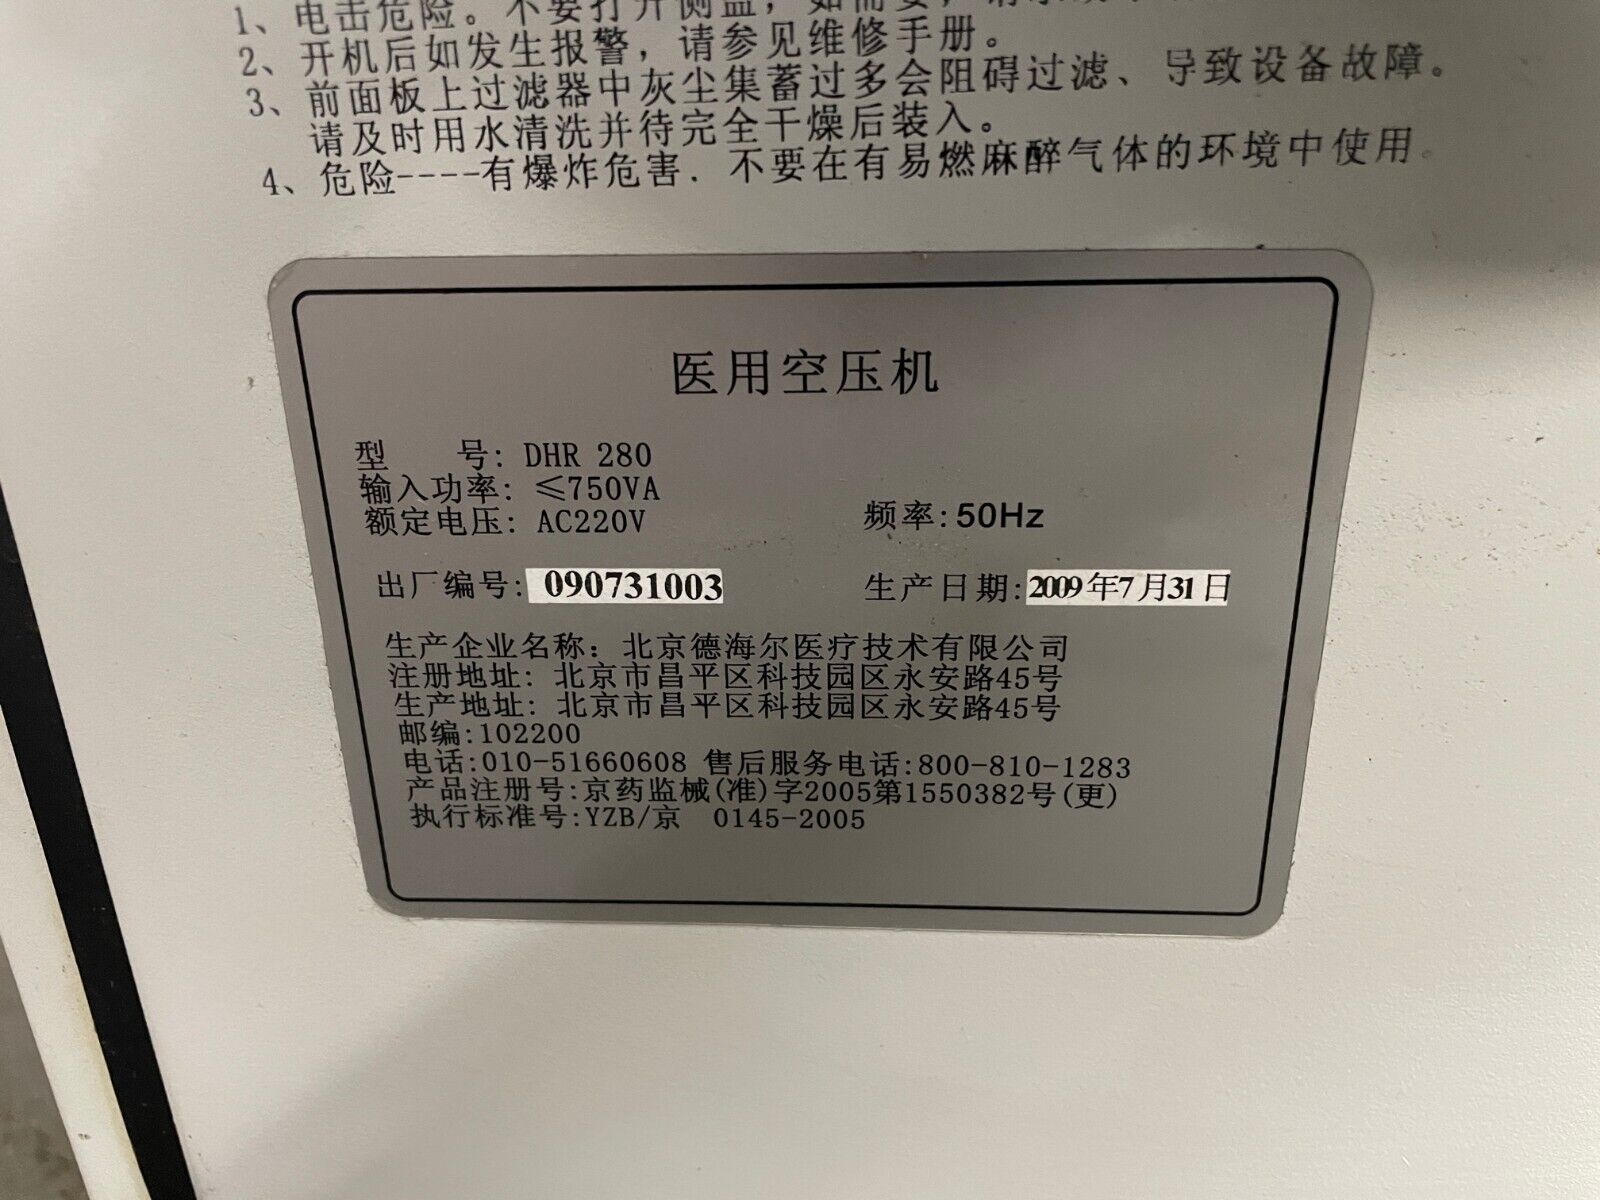 1、电击危险。不要打开侧盖，如需要，请
2、开机后如发生报警，请参见维修手册。
3、前面板上过滤器中灰尘集蓄过多会阻碍过滤、导致设备故障。
请及时用水清洗并待完全干燥后装入。
4、危险----有爆炸危害．不要在有易燃麻醉气体的环境中使用。
医用空压机
型 号: DHR 280
输入功率: ≤750VA
额定电压: AC220V 频率: 50Hz
出厂编号: 090731003 生产日期: 2009年7月31日
生产企业名称: 北京德海尔医疗技术有限公司
注册地址: 北京市昌平区科技园区永安路45号
生产地址: 北京市昌平区科技园区永安路45号
邮编:102200
电话:010-51660608 售后服务电话:800-810-1283
产品注册号:京药监械(准)字2005第1550382号(更)
执行标准号:YZB/京 0145-2005